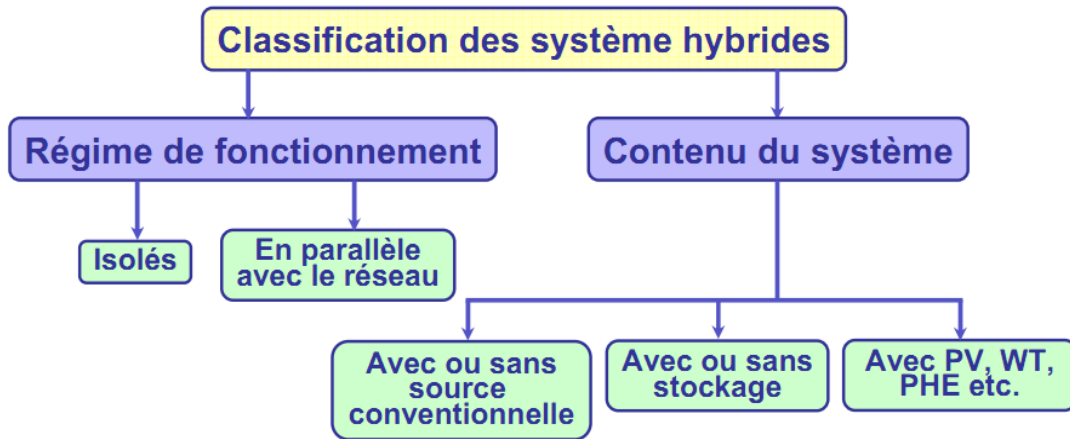 Classification des système hybrides
Régime de fonctionnement
Contenu du système
Isolés
En parallèle
avec le réseau
Avec ou sans
source
conventionnelle
Avec ou sans
stockage
Avec PV, WT,
PHE etc.